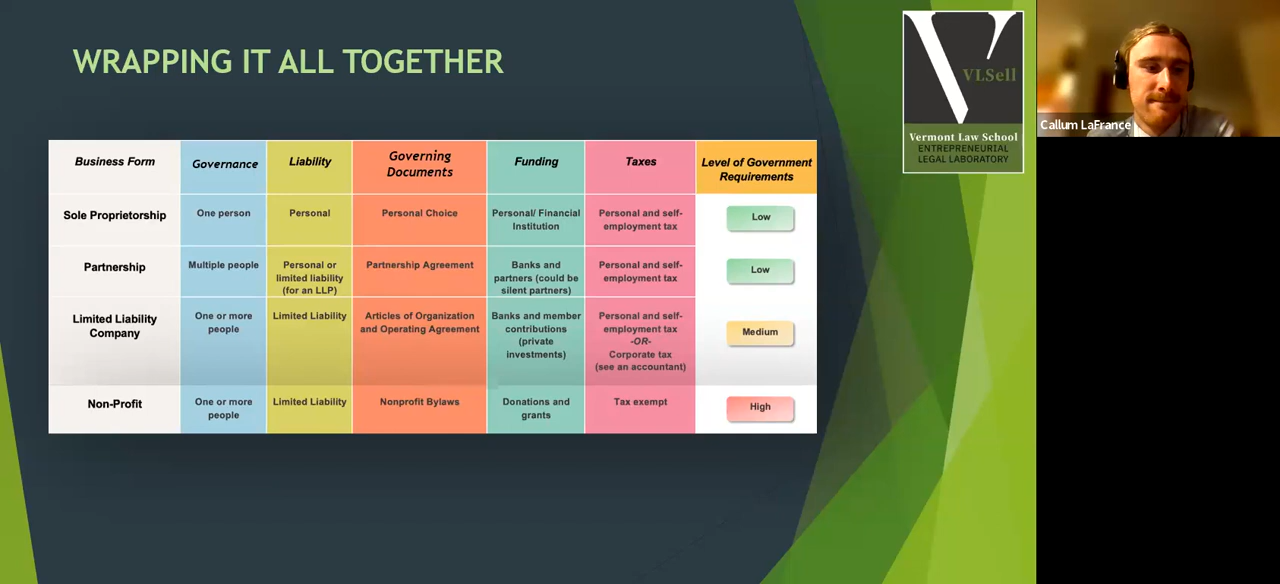 WRAPPING IT ALL TOGETHER
VLSell
Vermont Law School
ENTREPRENEURIAL
LEGAL LABORATORY
Callum LaFrance
Business Form
Governance
Liability
Governing
Documents
Funding
Taxes
Level of Government
Requirements
Sole Proprietorship
One person
Personal
Personal Choice
Personal/ Financial
Institution
Personal and self-
employment tax
Low
Partnership
Multiple people
Personal or
limited liability
(for an LLP)
Partnership Agreement
Banks and
partners (could be
silent partners)
Personal and self-
employment tax
Low
Limited Liability
Company
One or more
people
Limited Liability
Articles of Organization
and Operating Agreement
Banks and member
contributions
(private
investments)
Personal and self-
employment tax
-OR-
Corporate tax
(see an accountant)
Medium
Non-Profit
One or more
people
Limited Liability
Nonprofit Bylaws
Donations and
grants
Tax exempt
High